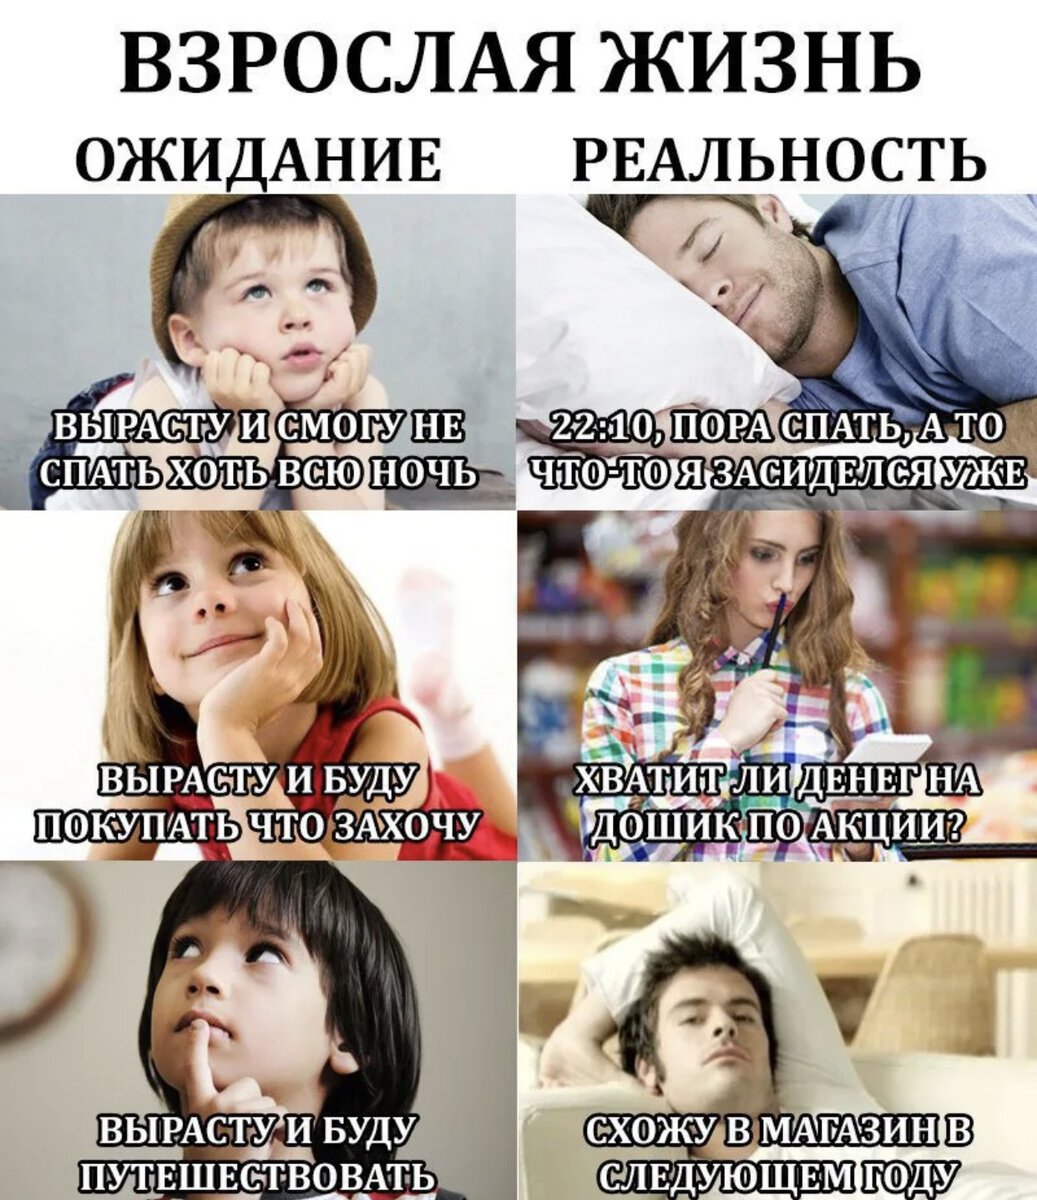 ВЗРОСЛАЯ ЖИЗНЬ
ОЖИДАНИЕ
РЕАЛЬНОСТЬ
ВЫРАСТУ И СМОГУ НЕ
СПАТЬ ХОТЬ ВСЮ НОЧЬ
22:10, ПОРА СПАТЬ, А ТО
ЧТО-ТО Я ЗАСИДЕЛСЯ УЖЕ
ВЫРАСТУ И БУДУ
ПОКУПАТЬ ЧТО ЗАХОЧУ
ХВАТИТ ЛИ ДЕНЕГ НА
ДОШИК ПО АКЦИИ?
ВЫРАСТУ И БУДУ
ПУТЕШЕСТВОВАТЬ
СХОЖУ В МАГАЗИН В
СЛЕДУЮЩЕМ ГОДУ